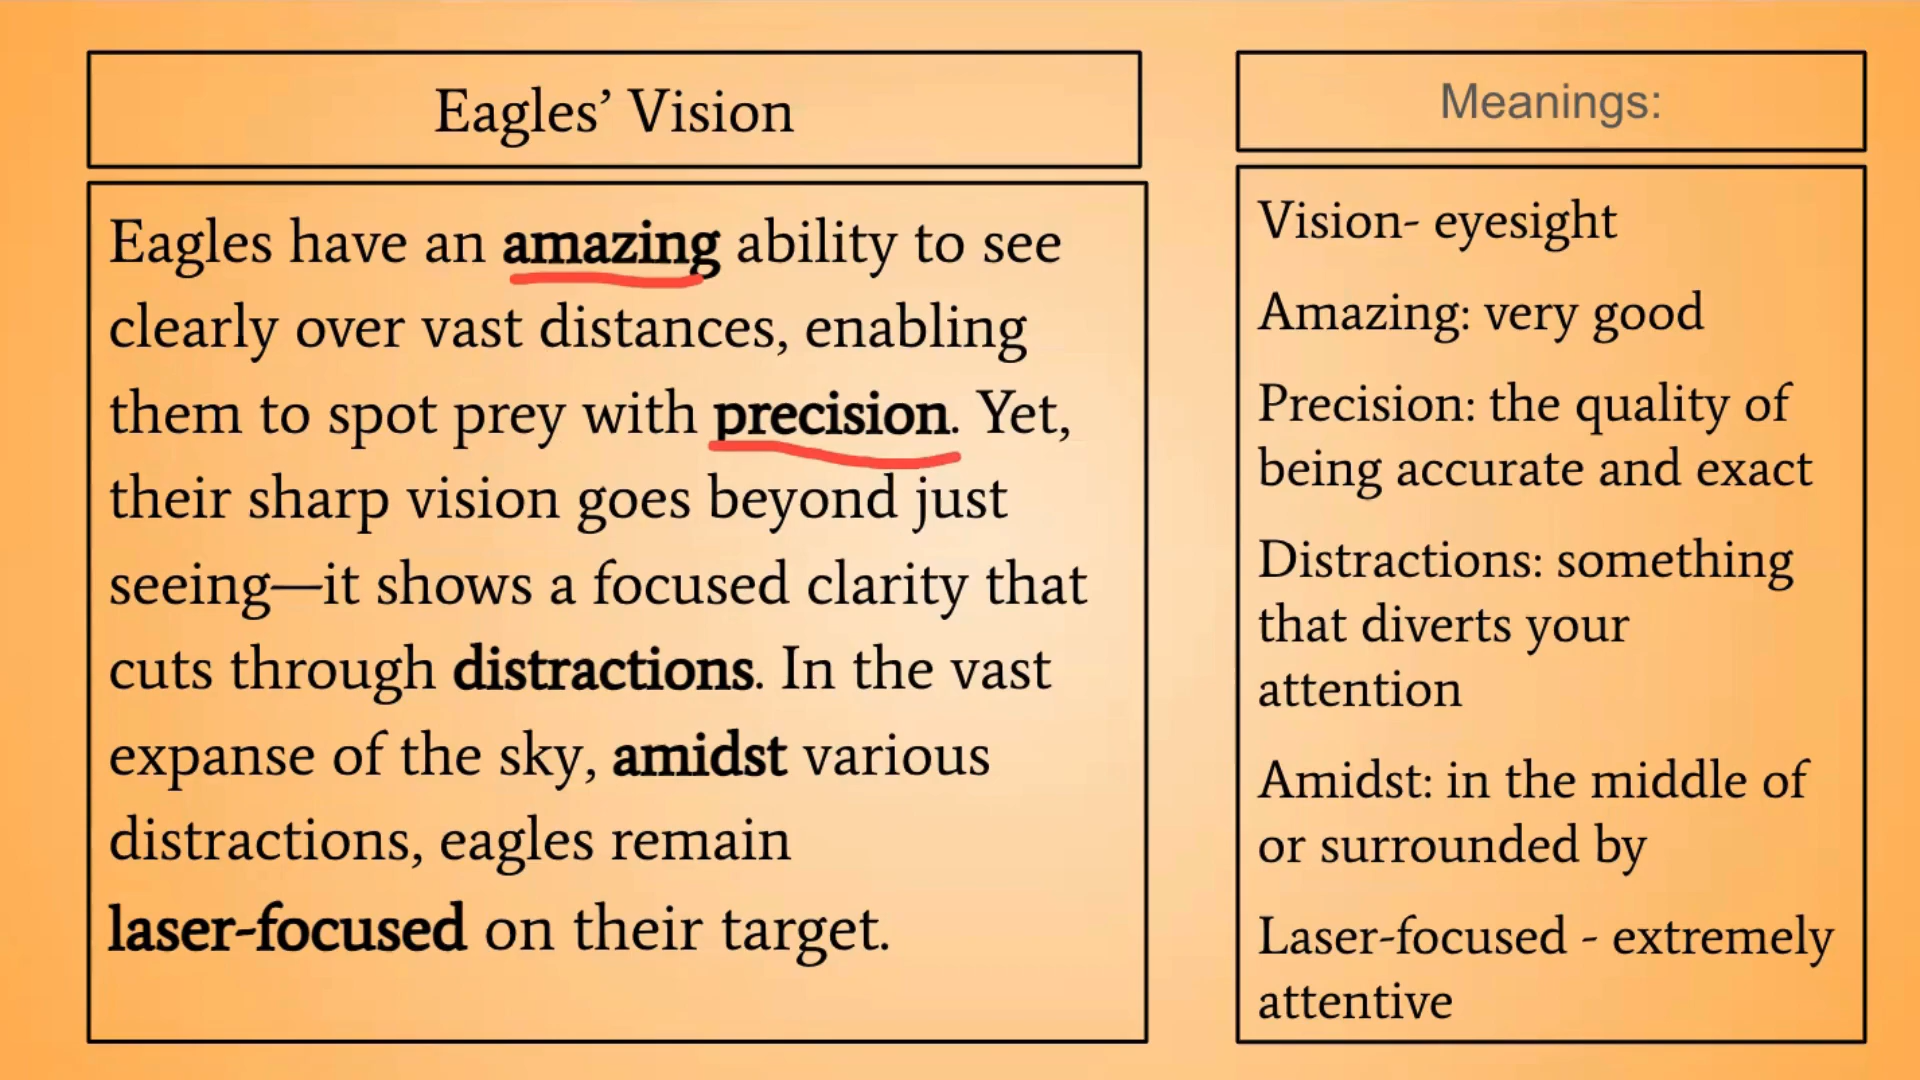 Eagles’ Vision
Eagles have an amazing ability to see
clearly over vast distances, enabling
them to spot prey with precision. Yet,
their sharp vision goes beyond just
seeing—it shows a focused clarity that
cuts through distractions. In the vast
expanse of the sky, amidst various
distractions, eagles remain
laser-focused on their target.
Meanings:
Vision- eyesight
Amazing: very good
Precision: the quality of
being accurate and exact
Distractions: something
that diverts your
attention
Amidst: in the middle of
or surrounded by
Laser-focused - extremely
attentive